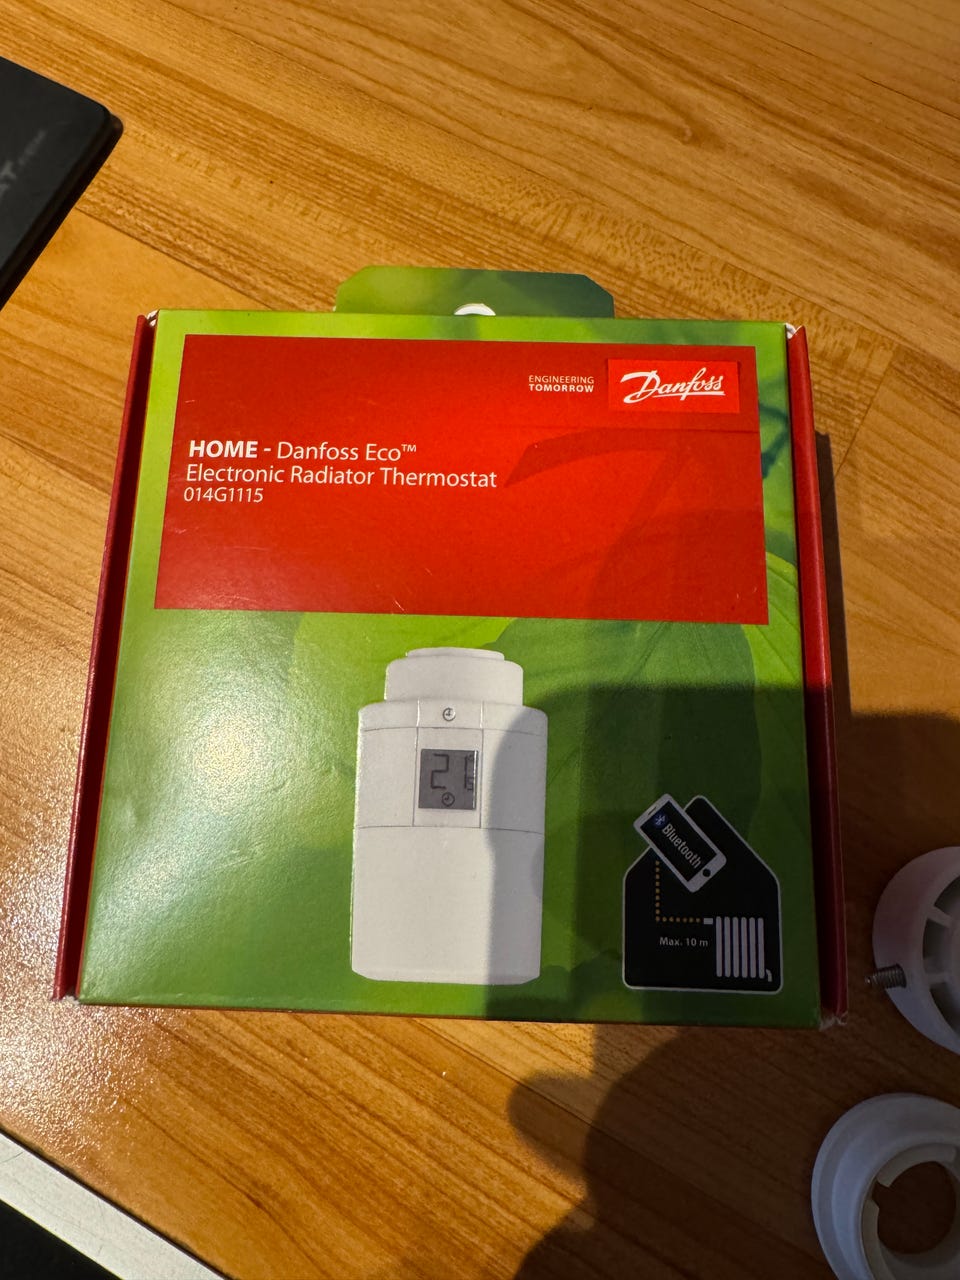 ENGINEERING
TOMORROW
Danfoss
HOME - Danfoss Eco™
Electronic Radiator Thermostat
014G1115
21
Bluetooth
Max. 10 m